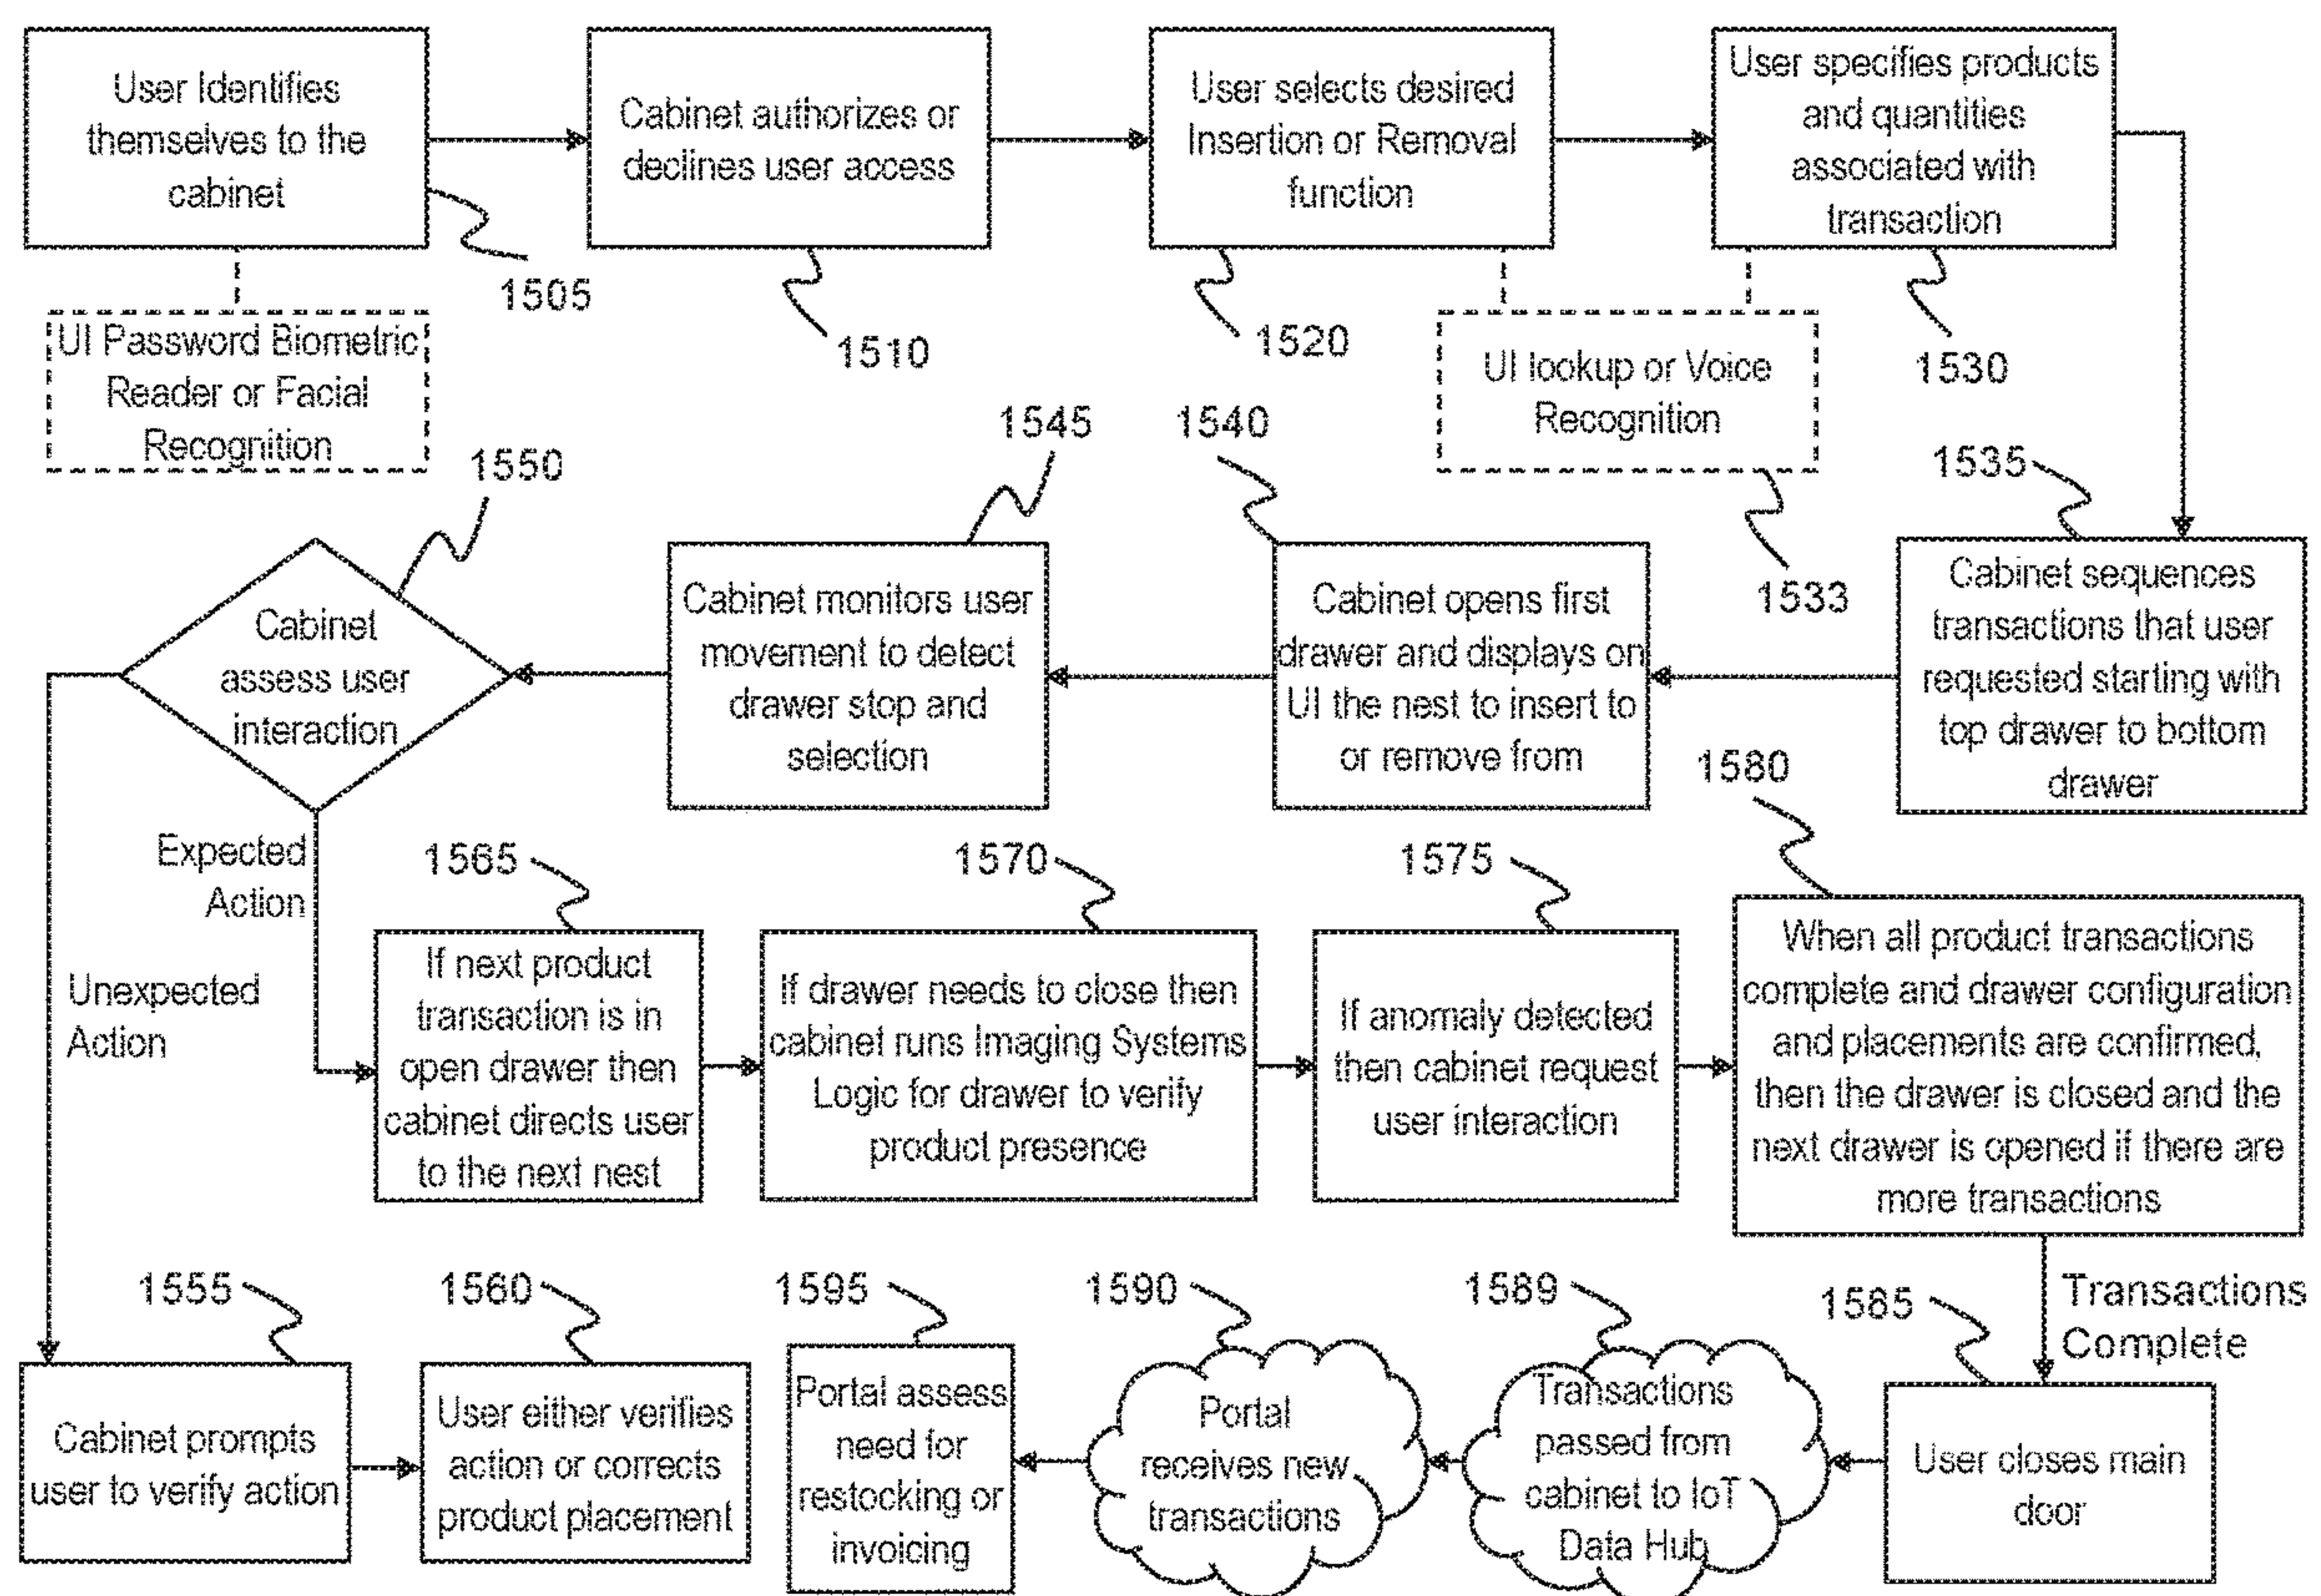 User Identifies
themselves to the
cabinet
1505
UI Password Biometric
Reader or Facial
Recognition
Cabinet authorizes or
declines user access
1510
User selects desired
Insertion or Removal
function
1520
User specifies products
and quantities
associated with
transaction
1530
UI lookup or Voice
Recognition
1533
1535
Cabinet sequences
transactions that user
requested starting with
top drawer to bottom
drawer
1540
Cabinet opens first
drawer and displays on
UI the nest to insert to
or remove from
1545
Cabinet monitors user
movement to detect
drawer stop and
selection
1550
Cabinet
assess user
interaction
Expected
Action
Unexpected
Action
1565
If next product
transaction is in
open drawer then
cabinet directs user
to the next nest
1570
If drawer needs to close then
cabinet runs Imaging Systems
Logic for drawer to verify
product presence
1575
If anomaly detected
then cabinet request
user interaction
1580
When all product transactions
complete and drawer configuration
and placements are confirmed,
then the drawer is closed and the
next drawer is opened if there are
more transactions
Transactions
Complete
1555
Cabinet prompts
user to verify action
1560
User either verifies
action or corrects
product placement
1585
User closes main
door
1589
Transactions
passed from
cabinet to IoT
Data Hub
1590
Portal
receives new
transactions
1595
Portal assess
need for
restocking or
invoicing